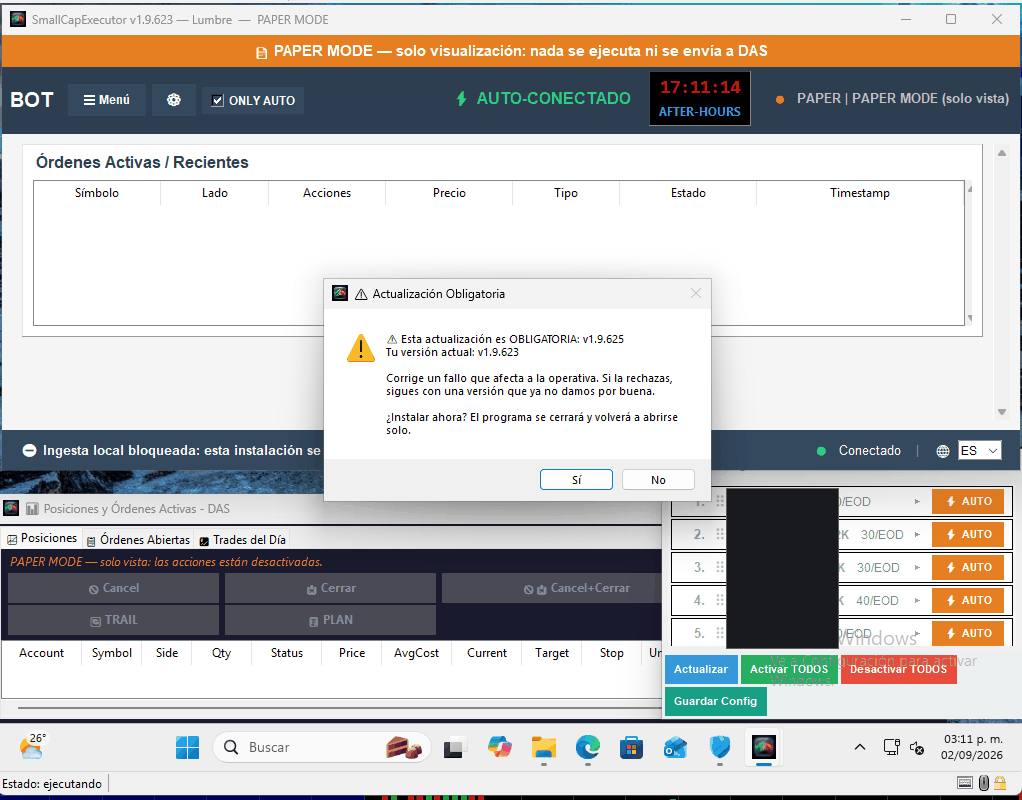 SmallCapExecutor v1.9.623 — Lumbre — PAPER MODE
PAPER MODE — solo visualización: nada se ejecuta ni se envía a DAS
BOT
Menú
ONLY AUTO
AUTO-CONECTADO
17:11:14
AFTER-HOURS
PAPER | PAPER MODE (solo vista)
Órdenes Activas / Recientes
Símbolo Lado Acciones Precio Tipo Estado Timestamp
Actualización Obligatoria
Esta actualización es OBLIGATORIA: v1.9.625
Tu versión actual: v1.9.623
Corrige un fallo que afecta a la operativa. Si la rechazas,
sigues con una versión que ya no damos por buena.
¿Instalar ahora? El programa se cerrará y volverá a abrirse
solo.
Sí No
Ingesta local bloqueada: esta instalación se
Conectado | ES
Posiciones y Órdenes Activas - DAS
Posiciones Órdenes Abiertas Trades del Día
PAPER MODE — solo vista: las acciones están desactivadas.
Cancel Cerrar Cancel+Cerrar
TRAIL PLAN
Account Symbol Side Qty Status Price AvgCost Current Target Stop
1. /EOD AUTO
2. K 30/EOD AUTO
3. K 30/EOD AUTO
4. K 40/EOD AUTO
5. /EOD AUTO
Windows
Ve a Configuración para activar
Windows.
Actualizar Activar TODOS Desactivar TODOS
Guardar Config
26°
Buscar
03:11 p. m.
02/09/2026
Estado: ejecutando